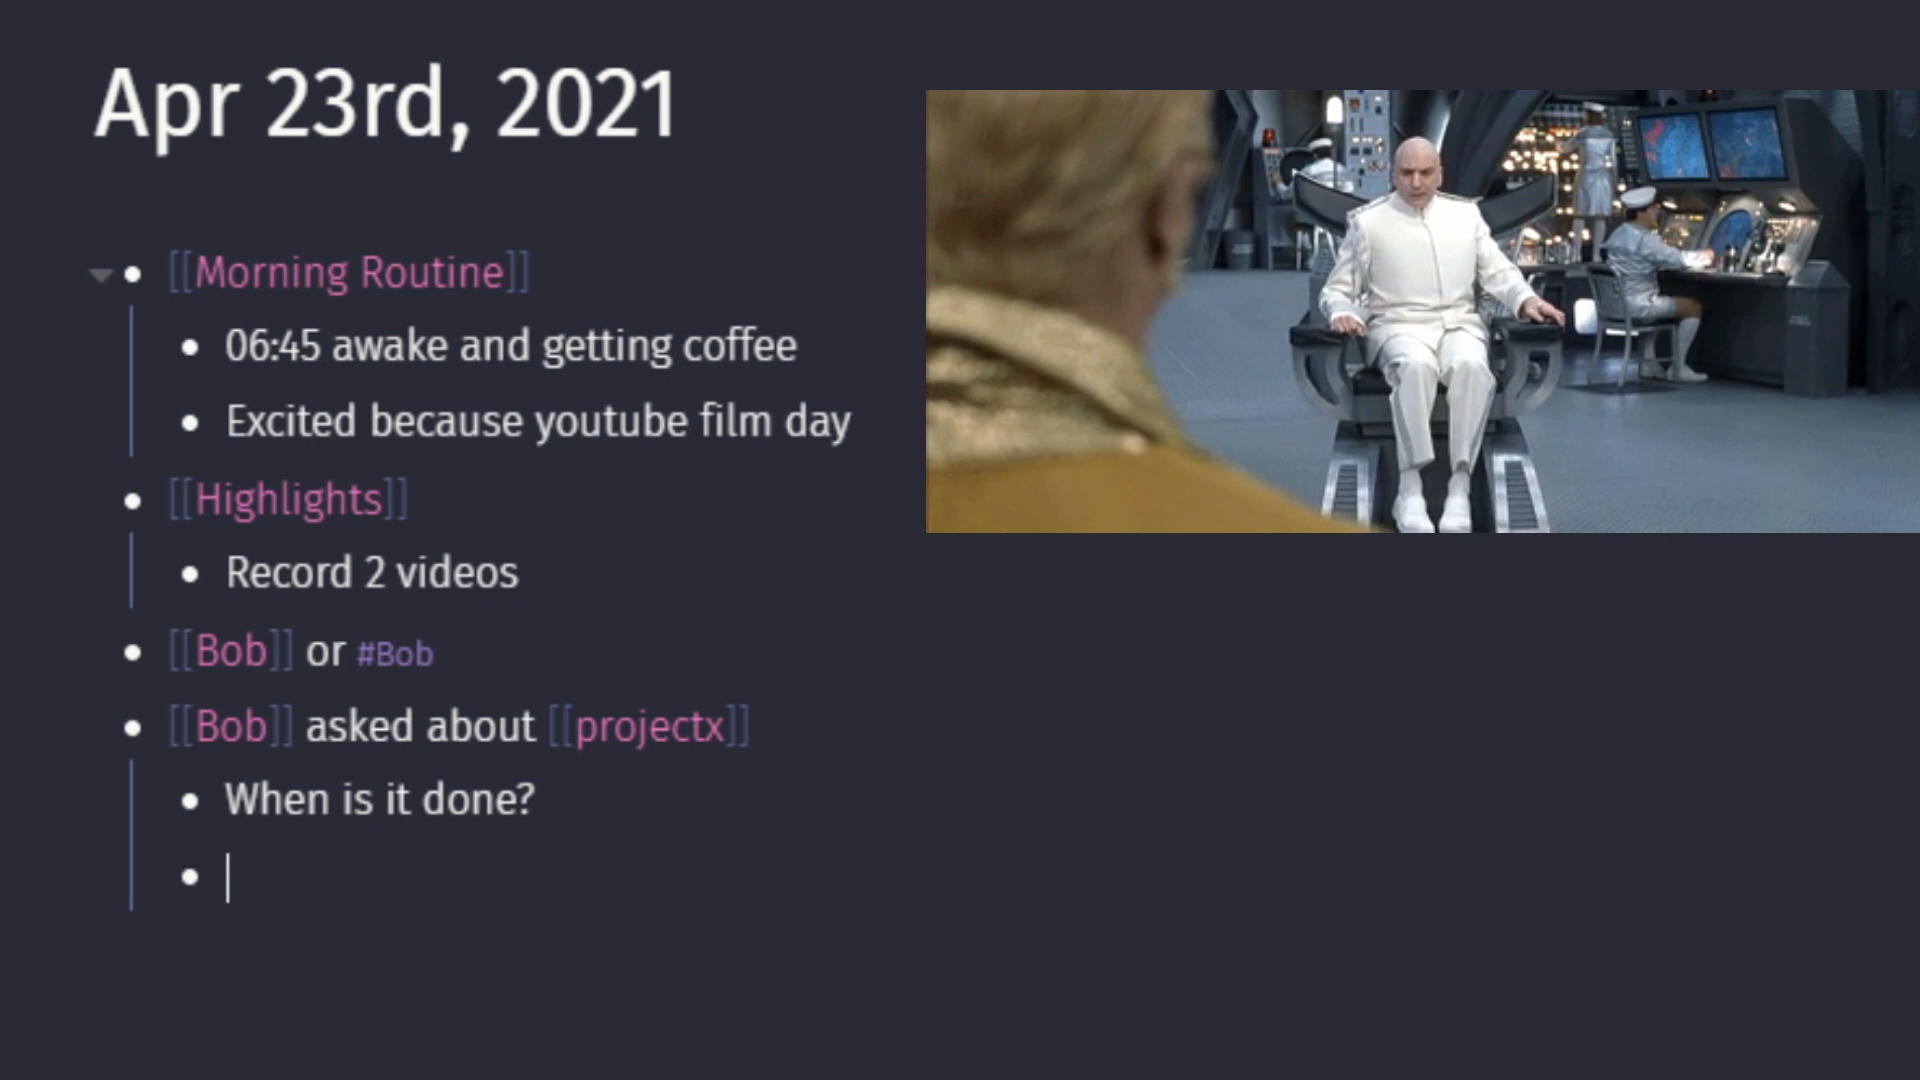 Apr 23rd, 2021
[[Morning Routine]]
06:45 awake and getting coffee
Excited because youtube film day
[[Highlights]]
Record 2 videos
[[Bob]] or #Bob
[[Bob]] asked about [[projectx]]
When is it done?